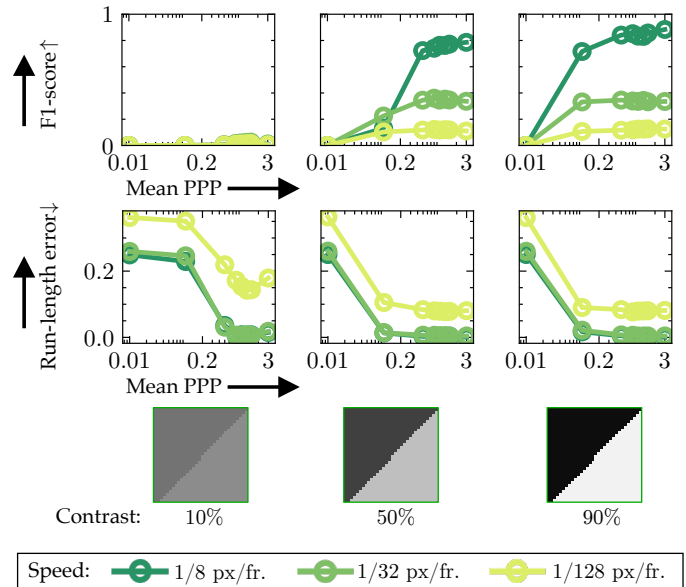 F1-score↑
1
0
0.01 0.2 3
0.01 0.2 3
0.01 0.2 3
Mean PPP
Run-length error↓
0.2
0.0
0.01 0.2 3
0.01 0.2 3
0.01 0.2 3
Mean PPP
Contrast: 10% 50% 90%
Speed: 1/8 px/fr. 1/32 px/fr. 1/128 px/fr.